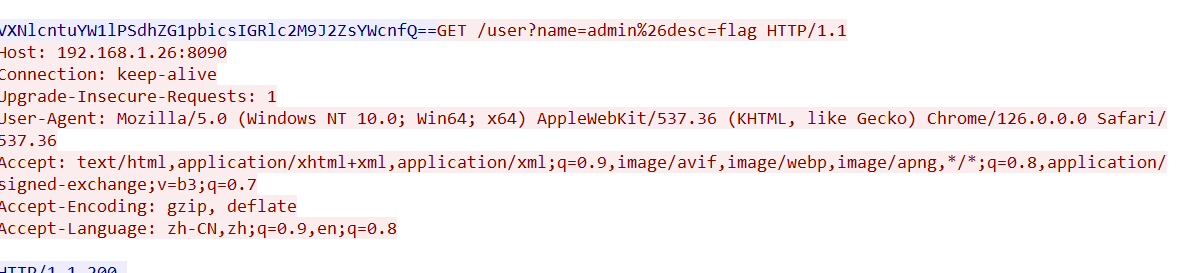 VXNlcntuYW1lPSdhZG1pbicsIGRlc2M9J2ZsYWcnfQ==GET /user?name=admin%26desc=flag HTTP/1.1
Host: 192.168.1.26:8090
Connection: keep-alive
Upgrade-Insecure-Requests: 1
User-Agent: Mozilla/5.0 (Windows NT 10.0; Win64; x64) AppleWebKit/537.36 (KHTML, like Gecko) Chrome/126.0.0.0 Safari/
537.36
Accept: text/html,application/xhtml+xml,application/xml;q=0.9,image/avif,image/webp,image/apng,*/*;q=0.8,application/
signed-exchange;v=b3;q=0.7
Accept-Encoding: gzip, deflate
Accept-Language: zh-CN,zh;q=0.9,en;q=0.8
HTTP/1.1 200